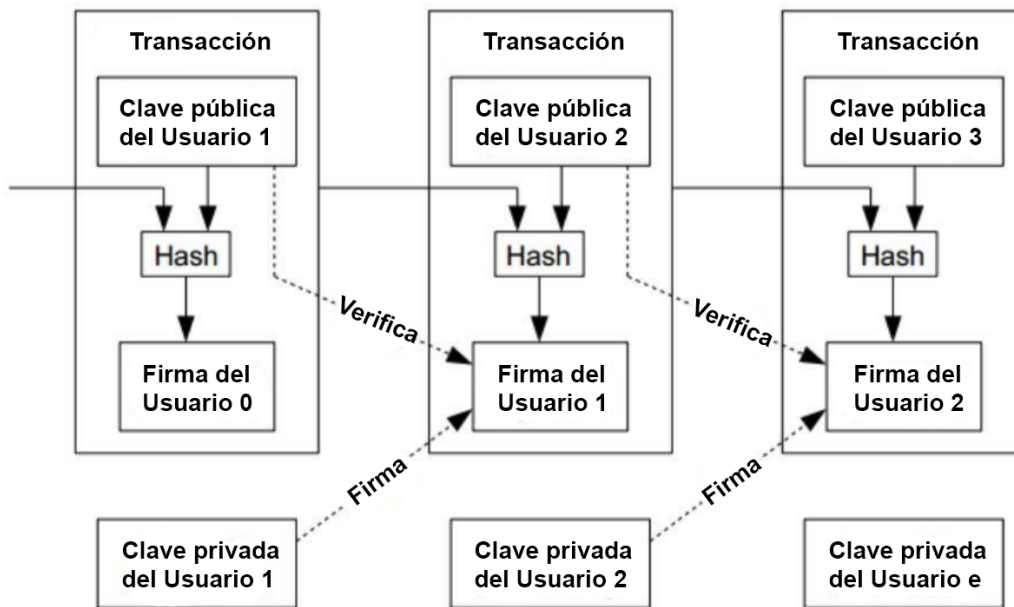 Transacción
Transacción
Transacción
Clave pública
del Usuario 1
Clave pública
del Usuario 2
Clave pública
del Usuario 3
Hash
Hash
Hash
Verifica
Verifica
Firma del
Usuario 0
Firma del
Usuario 1
Firma del
Usuario 2
Firma
Firma
Clave privada
del Usuario 1
Clave privada
del Usuario 2
Clave privada
del Usuario e